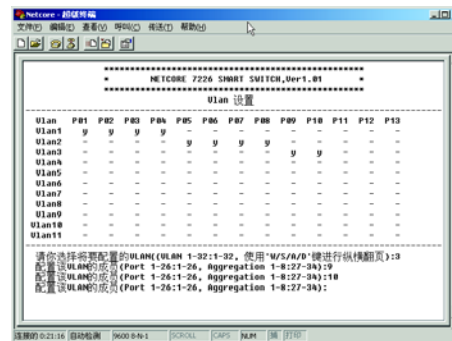 Netcore - 超级终端
文件(F) 编辑(E) 查看(V) 呼叫(C) 传送(T) 帮助(H)
********************************************
* NETCORE 7226 SMART SWITCH,Ver1.01 *
********************************************
Vlan 设置
Vlan P01 P02 P03 P04 P05 P06 P07 P08 P09 P10 P11 P12 P13
Vlan1 y y y y - - - - - - - - -
Vlan2 - - - - y y y y - - - - -
Vlan3 - - - - - - - - y y - - -
Vlan4 - - - - - - - - - - - - -
Vlan5 - - - - - - - - - - - - -
Vlan6 - - - - - - - - - - - - -
Vlan7 - - - - - - - - - - - - -
Vlan8 - - - - - - - - - - - - -
Vlan9 - - - - - - - - - - - - -
Vlan10 - - - - - - - - - - - - -
Vlan11 - - - - - - - - - - - - -
请你选择将要配置的VLAN((VLAN 1-32:1-32, 使用'W/S/A/D'键进行纵横翻页):3
配置该VLAN的成员(Port 1-26:1-26, Aggregation 1-8:27-34):9
配置该VLAN的成员(Port 1-26:1-26, Aggregation 1-8:27-34):10
配置该VLAN的成员(Port 1-26:1-26, Aggregation 1-8:27-34):
连接的 0:21:16 自动检测 9600 8-N-1 SCROLL CAPS NUM 捕 打印